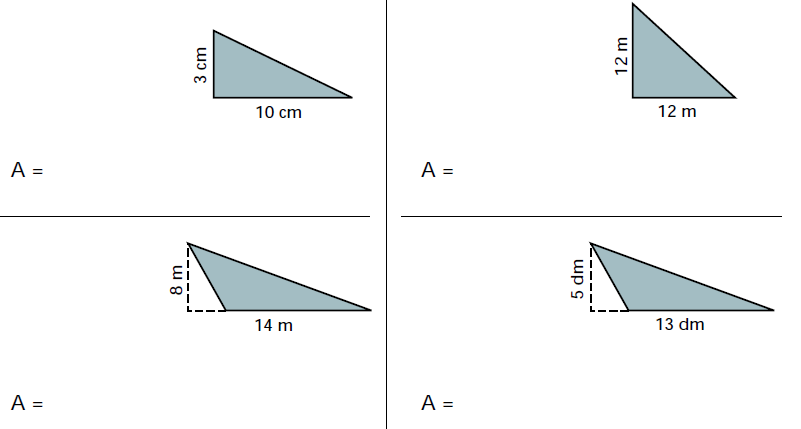 3 cm
10 cm
A =
12 m
12 m
A =
8 m
14 m
A =
5 dm
13 dm
A =